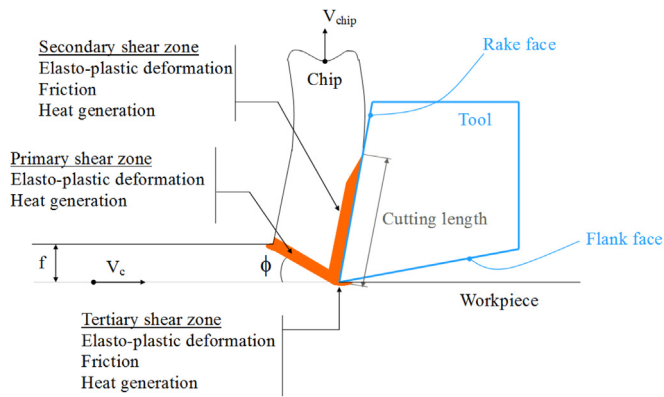 V_chip
Secondary shear zone
Elasto-plastic deformation
Friction
Heat generation
Chip
Rake face
Tool
Primary shear zone
Elasto-plastic deformation
Heat generation
Cutting length
Flank face
f
V_c
ϕ
Workpiece
Tertiary shear zone
Elasto-plastic deformation
Friction
Heat generation